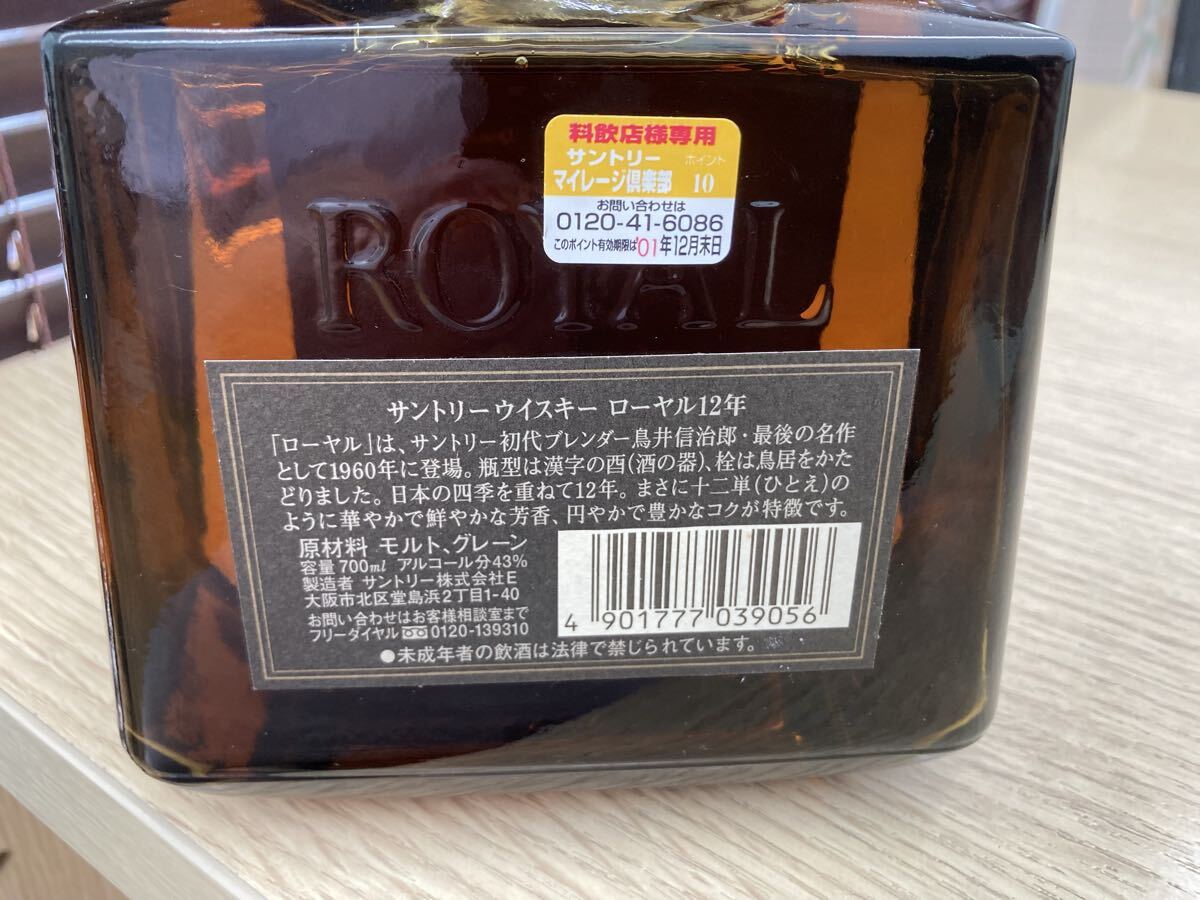 料飲店様専用
サントリー ポイント
マイレージ倶楽部 10
お問い合わせは
0120-41-6086
このポイント有効期限は'01年12月末日
ROYAL
サントリーウイスキー ローヤル12年
「ローヤル」は、サントリー初代ブレンダー鳥井信治郎・最後の名作
として1960年に登場。瓶型は漢字の酉(酒の器)、栓は鳥居をかた
どりました。日本の四季を重ねて12年。まさに十二単(ひとえ)の
ように華やかで鮮やかな芳香、円やかで豊かなコクが特徴です。
原材料 モルト、グレーン
容量 700ml アルコール分43%
製造者 サントリー株式会社E
大阪市北区堂島浜2丁目1-40
お問い合わせはお客様相談室まで
フリーダイヤル 0120-139310
4 901777 039056
●未成年者の飲酒は法律で禁じられています。